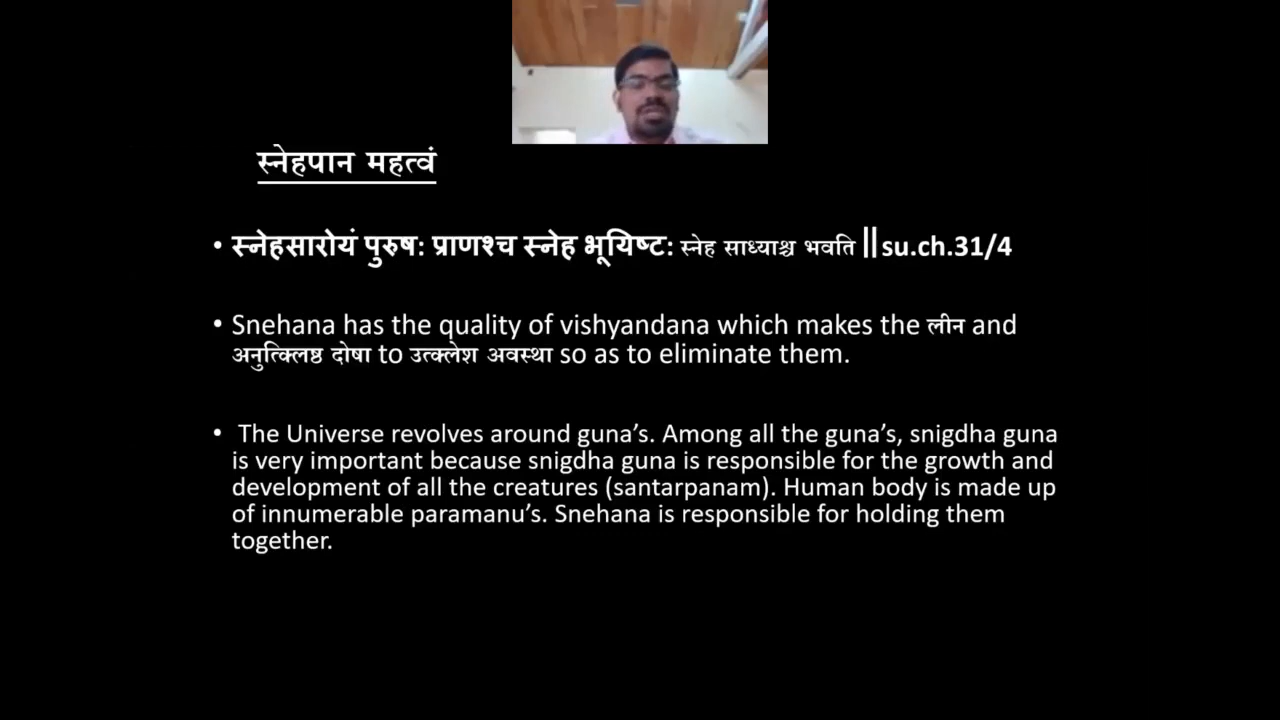 स्नेहपान महत्वं
• स्नेहसारोयं पुरुष: प्राणश्च स्नेह भूयिष्ट: स्नेह साध्याश्च भवति ||su.ch.31/4
• Snehana has the quality of vishyandana which makes the लीन and
अनुत्क्लिष्ठ दोषा to उत्क्लेश अवस्था so as to eliminate them.
• The Universe revolves around guna’s. Among all the guna’s, snigdha guna
is very important because snigdha guna is responsible for the growth and
development of all the creatures (santarpanam). Human body is made up
of innumerable paramanu’s. Snehana is responsible for holding them
together.